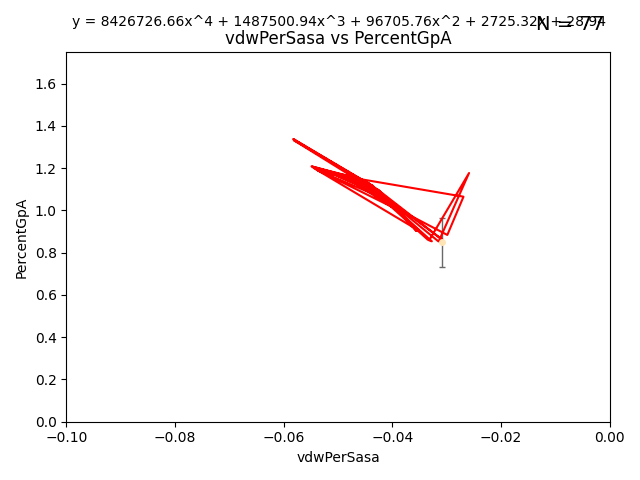 y = 8426726.66x^4 + 1487500.94x^3 + 96705.76x^2 + 2725.32x + 28.94
N = 77
vdwPerSasa vs PercentGpA
1.6
1.4
1.2
1.0
0.8
0.6
0.4
0.2
0.0
PercentGpA
−0.10 −0.08 −0.06 −0.04 −0.02 0.00
vdwPerSasa